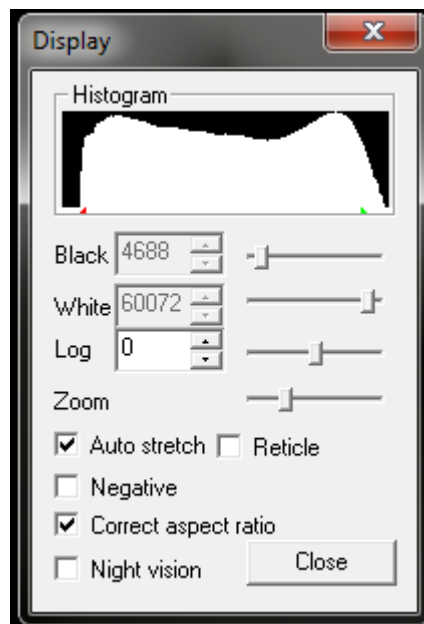 Display
Histogram
Black 4688
White 60072
Log 0
Zoom
Auto stretch Reticle
Negative
Correct aspect ratio
Night vision Close